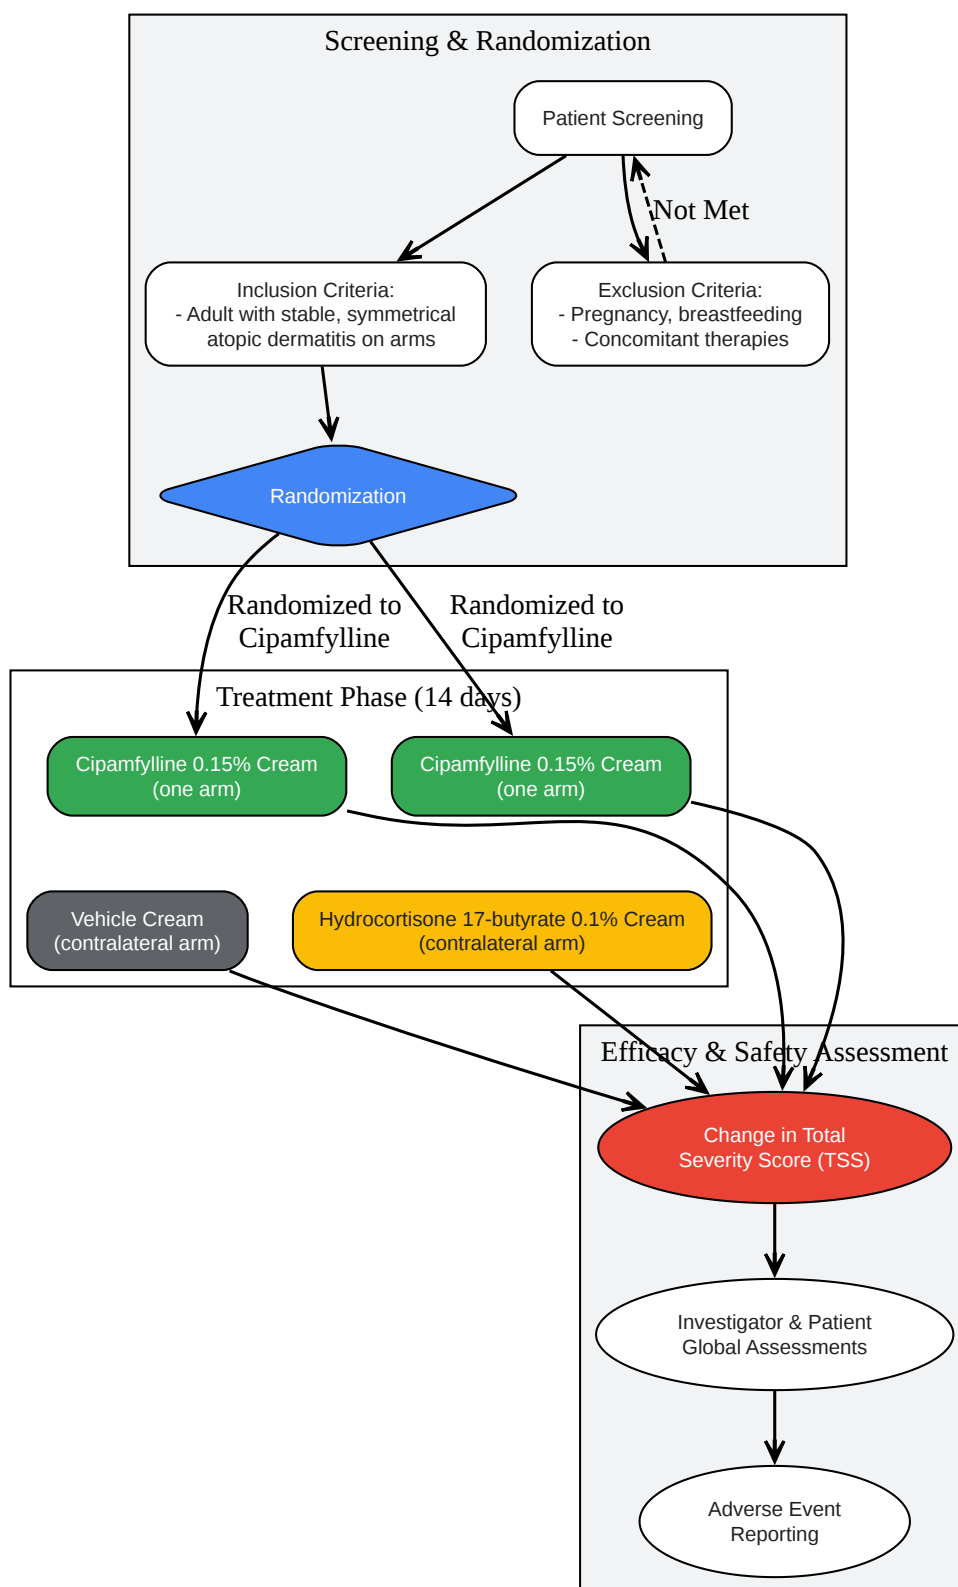 Screening & Randomization
Patient Screening
Not Met
Inclusion Criteria:
- Adult with stable, symmetrical
atopic dermatitis on arms
Exclusion Criteria:
- Pregnancy, breastfeeding
- Concomitant therapies
Randomization
Randomized to
Cipamfylline
Randomized to
Cipamfylline
Treatment Phase (14 days)
Cipamfylline 0.15% Cream
(one arm)
Cipamfylline 0.15% Cream
(one arm)
Vehicle Cream
(contralateral arm)
Hydrocortisone 17-butyrate 0.1% Cream
(contralateral arm)
Efficacy & Safety Assessment
Change in Total
Severity Score (TSS)
Investigator & Patient
Global Assessments
Adverse Event
Reporting